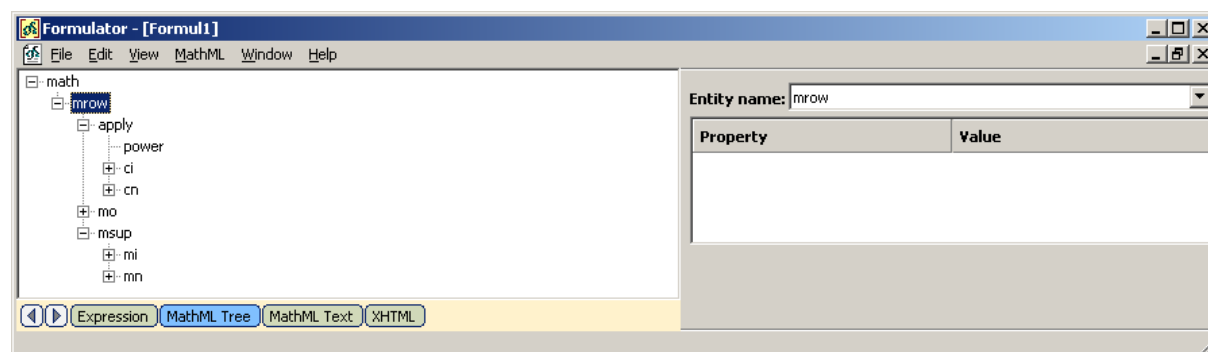 Formulator - [Formul1]
File Edit View MathML Window Help
math
mrow
apply
power
ci
cn
mo
msup
mi
mn
Entity name: mrow
Property Value
Expression MathML Tree MathML Text XHTML